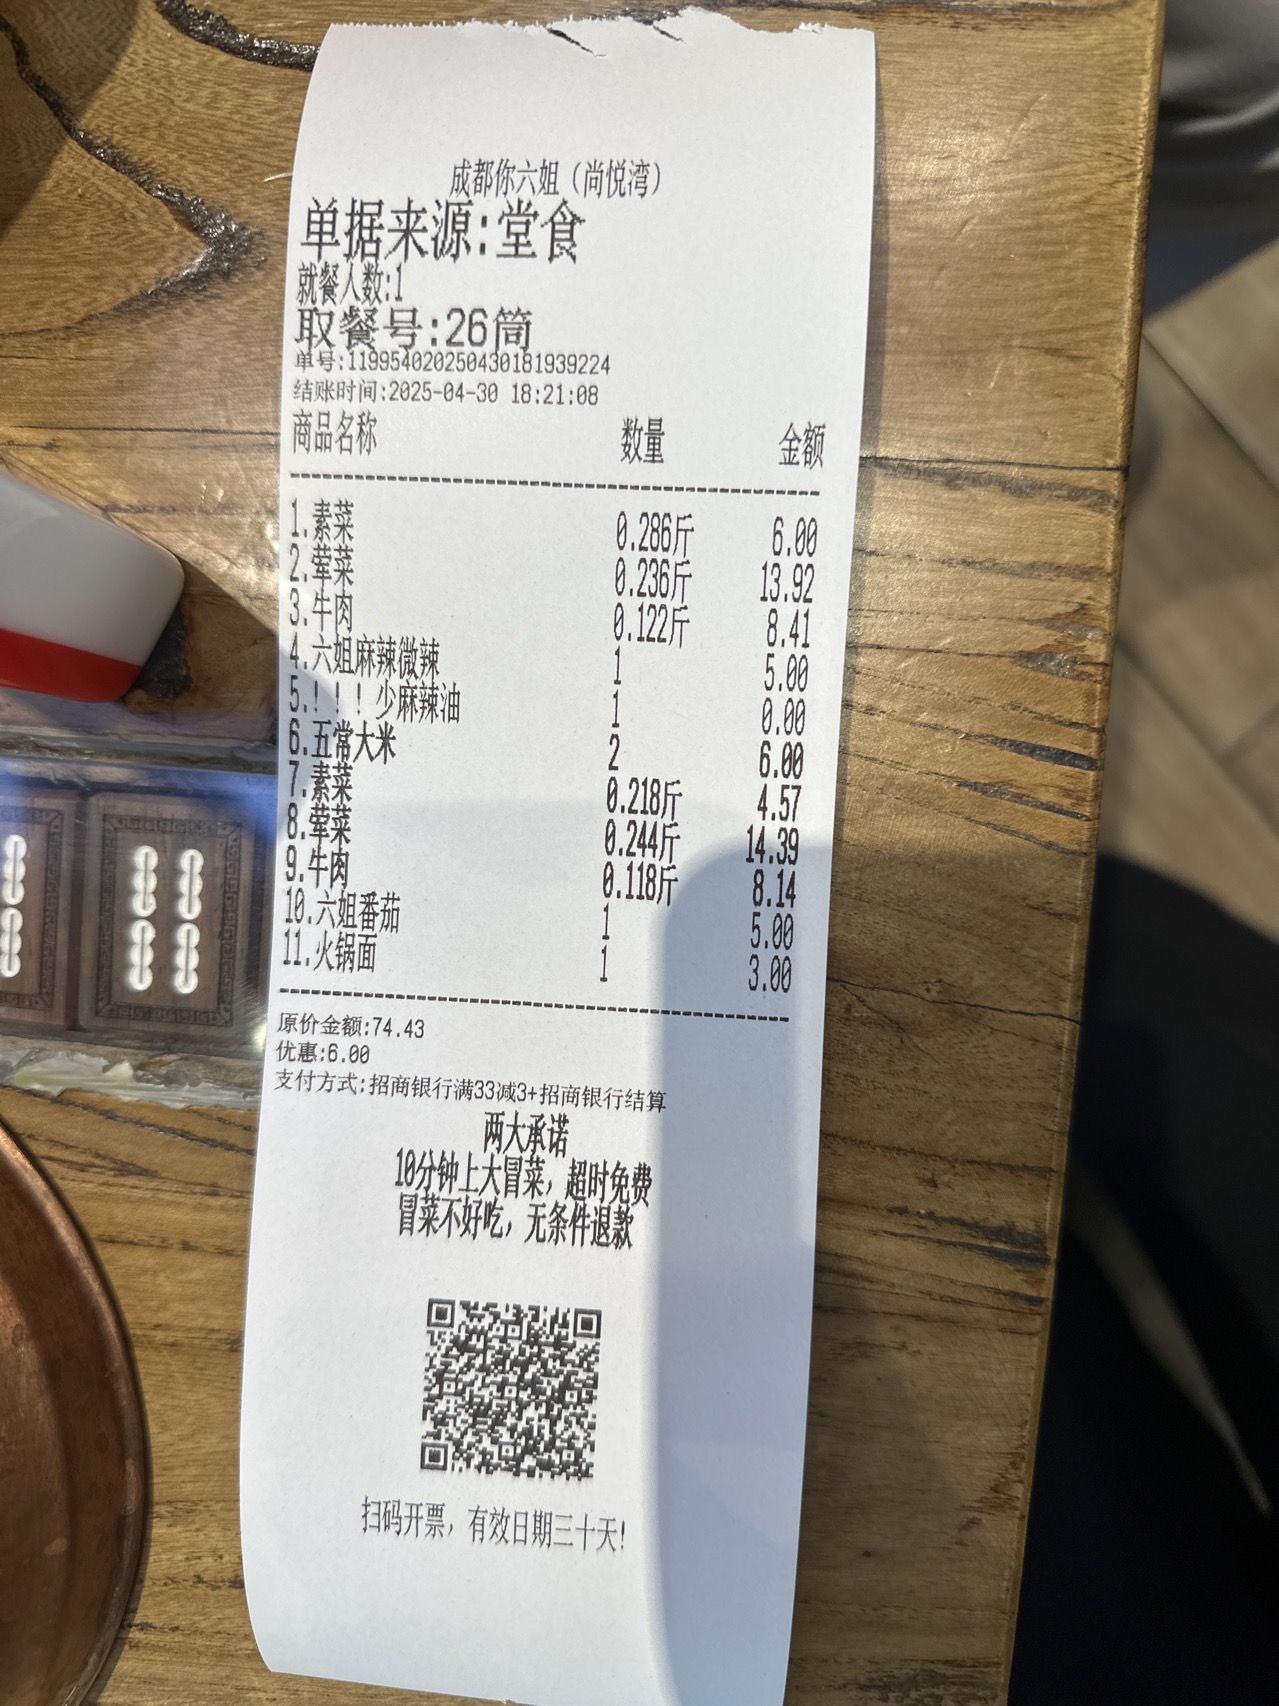 成都你六姐（尚悦湾）
单据来源:堂食
就餐人数:1
取餐号:26筒
单号:119954020250430181939224
结账时间:2025-04-30 18:21:08
商品名称 数量 金额
1.素菜 0.286斤 6.00
2.荤菜 0.236斤 13.92
3.牛肉 0.122斤 8.41
4.六姐麻辣微辣 1 5.00
5.！！！少麻辣油 1 0.00
6.五常大米 2 6.00
7.素菜 0.218斤 4.57
8.荤菜 0.244斤 14.39
9.牛肉 0.118斤 8.14
10.六姐番茄 1 5.00
11.火锅面 1 3.00
原价金额:74.43
优惠:6.00
支付方式:招商银行满33减3+招商银行结算
两大承诺
10分钟上大冒菜，超时免费
冒菜不好吃，无条件退款
扫码开票，有效日期三十天!